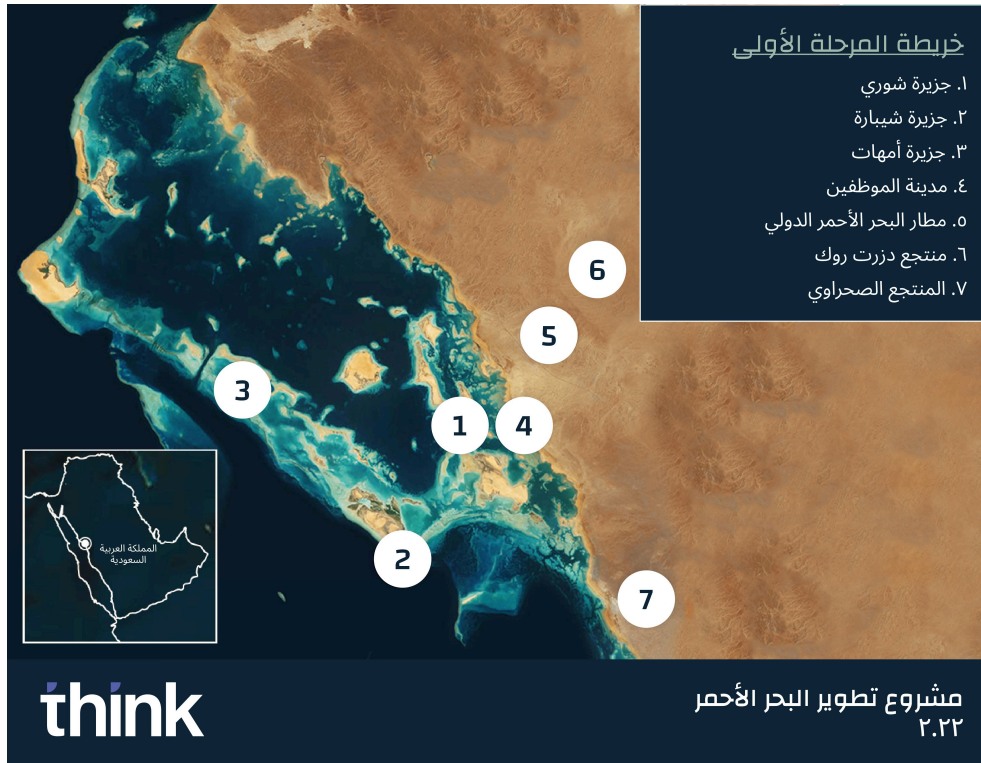 خريطة المرحلة الأولى
١. جزيرة شوري
٢. جزيرة شيبارة
٣. جزيرة أمهات
٤. مدينة الموظفين
٥. مطار البحر الأحمر الدولي
٦. منتجع دزرت روك
٧. المنتجع الصحراوي
6
5
3
1
4
2
7
المملكة العربية
السعودية
مشروع تطوير البحر الأحمر
٢.٢٢
think